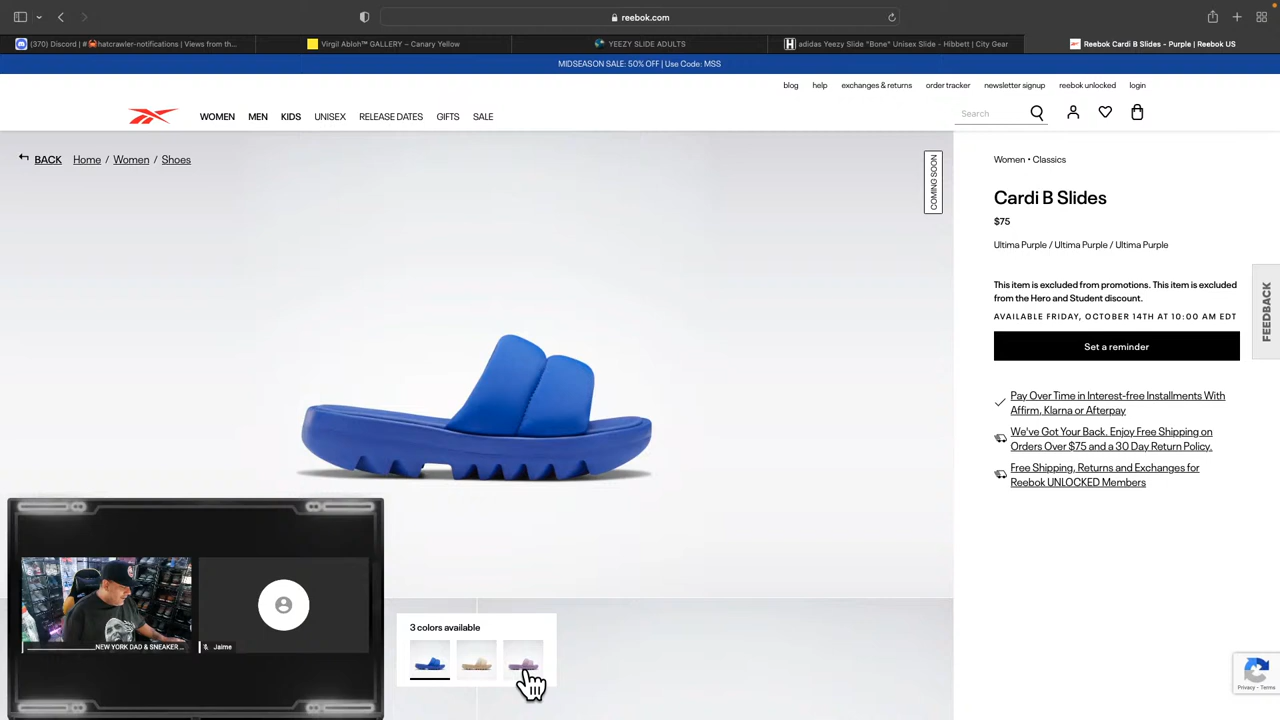 reebok.com
(370) Discord | #🦀hatcrawler-notifications | Views from th...
Virgil Abloh™ GALLERY – Canary Yellow
YEEZY SLIDE ADULTS
H
adidas Yeezy Slide "Bone" Unisex Slide - Hibbett | City Gear
Reebok Cardi B Slides - Purple | Reebok US
MIDSEASON SALE: 50% OFF | Use Code: MSS
blog help exchanges & returns order tracker newsletter signup reebok unlocked login
WOMEN MEN KIDS UNISEX RELEASE DATES GIFTS SALE
Search
BACK Home / Women / Shoes
COMING SOON
Women • Classics
Cardi B Slides
$75
Ultima Purple / Ultima Purple / Ultima Purple
This item is excluded from promotions. This item is excluded
from the Hero and Student discount.
AVAILABLE FRIDAY, OCTOBER 14TH AT 10:00 AM EDT
Set a reminder
FEEDBACK
Pay Over Time in Interest-free Installments With
Affirm, Klarna or Afterpay
We've Got Your Back. Enjoy Free Shipping on
Orders Over $75 and a 30 Day Return Policy.
Free Shipping, Returns and Exchanges for
Reebok UNLOCKED Members
3 colors available
NEW YORK DAD & SNEAKER ...
Jaime
Privacy - Terms